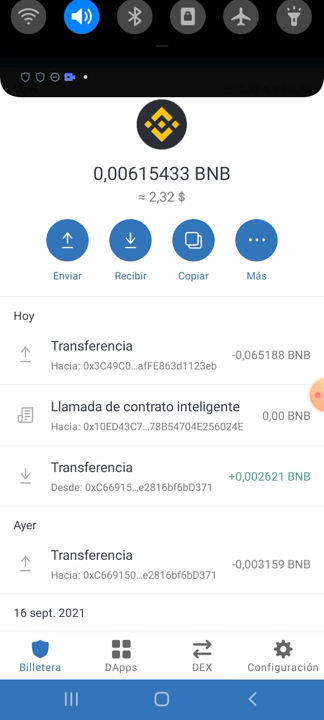 0,00615433 BNB
≈ 2,32 $
Enviar
Recibir
Copiar
Más
Hoy
Transferencia
-0,065188 BNB
Hacia: 0x3C49C0...afFE863d1123eb
Llamada de contrato inteligente
0,00 BNB
Hacia: 0x10ED43C7...78B54704E256024E
Transferencia
+0,002621 BNB
Desde: 0xC66915...e2816bf6bD371
Ayer
Transferencia
-0,003159 BNB
Hacia: 0xC669150...e2816bf6bD371
16 sept. 2021
Billetera
DApps
DEX
Configuración